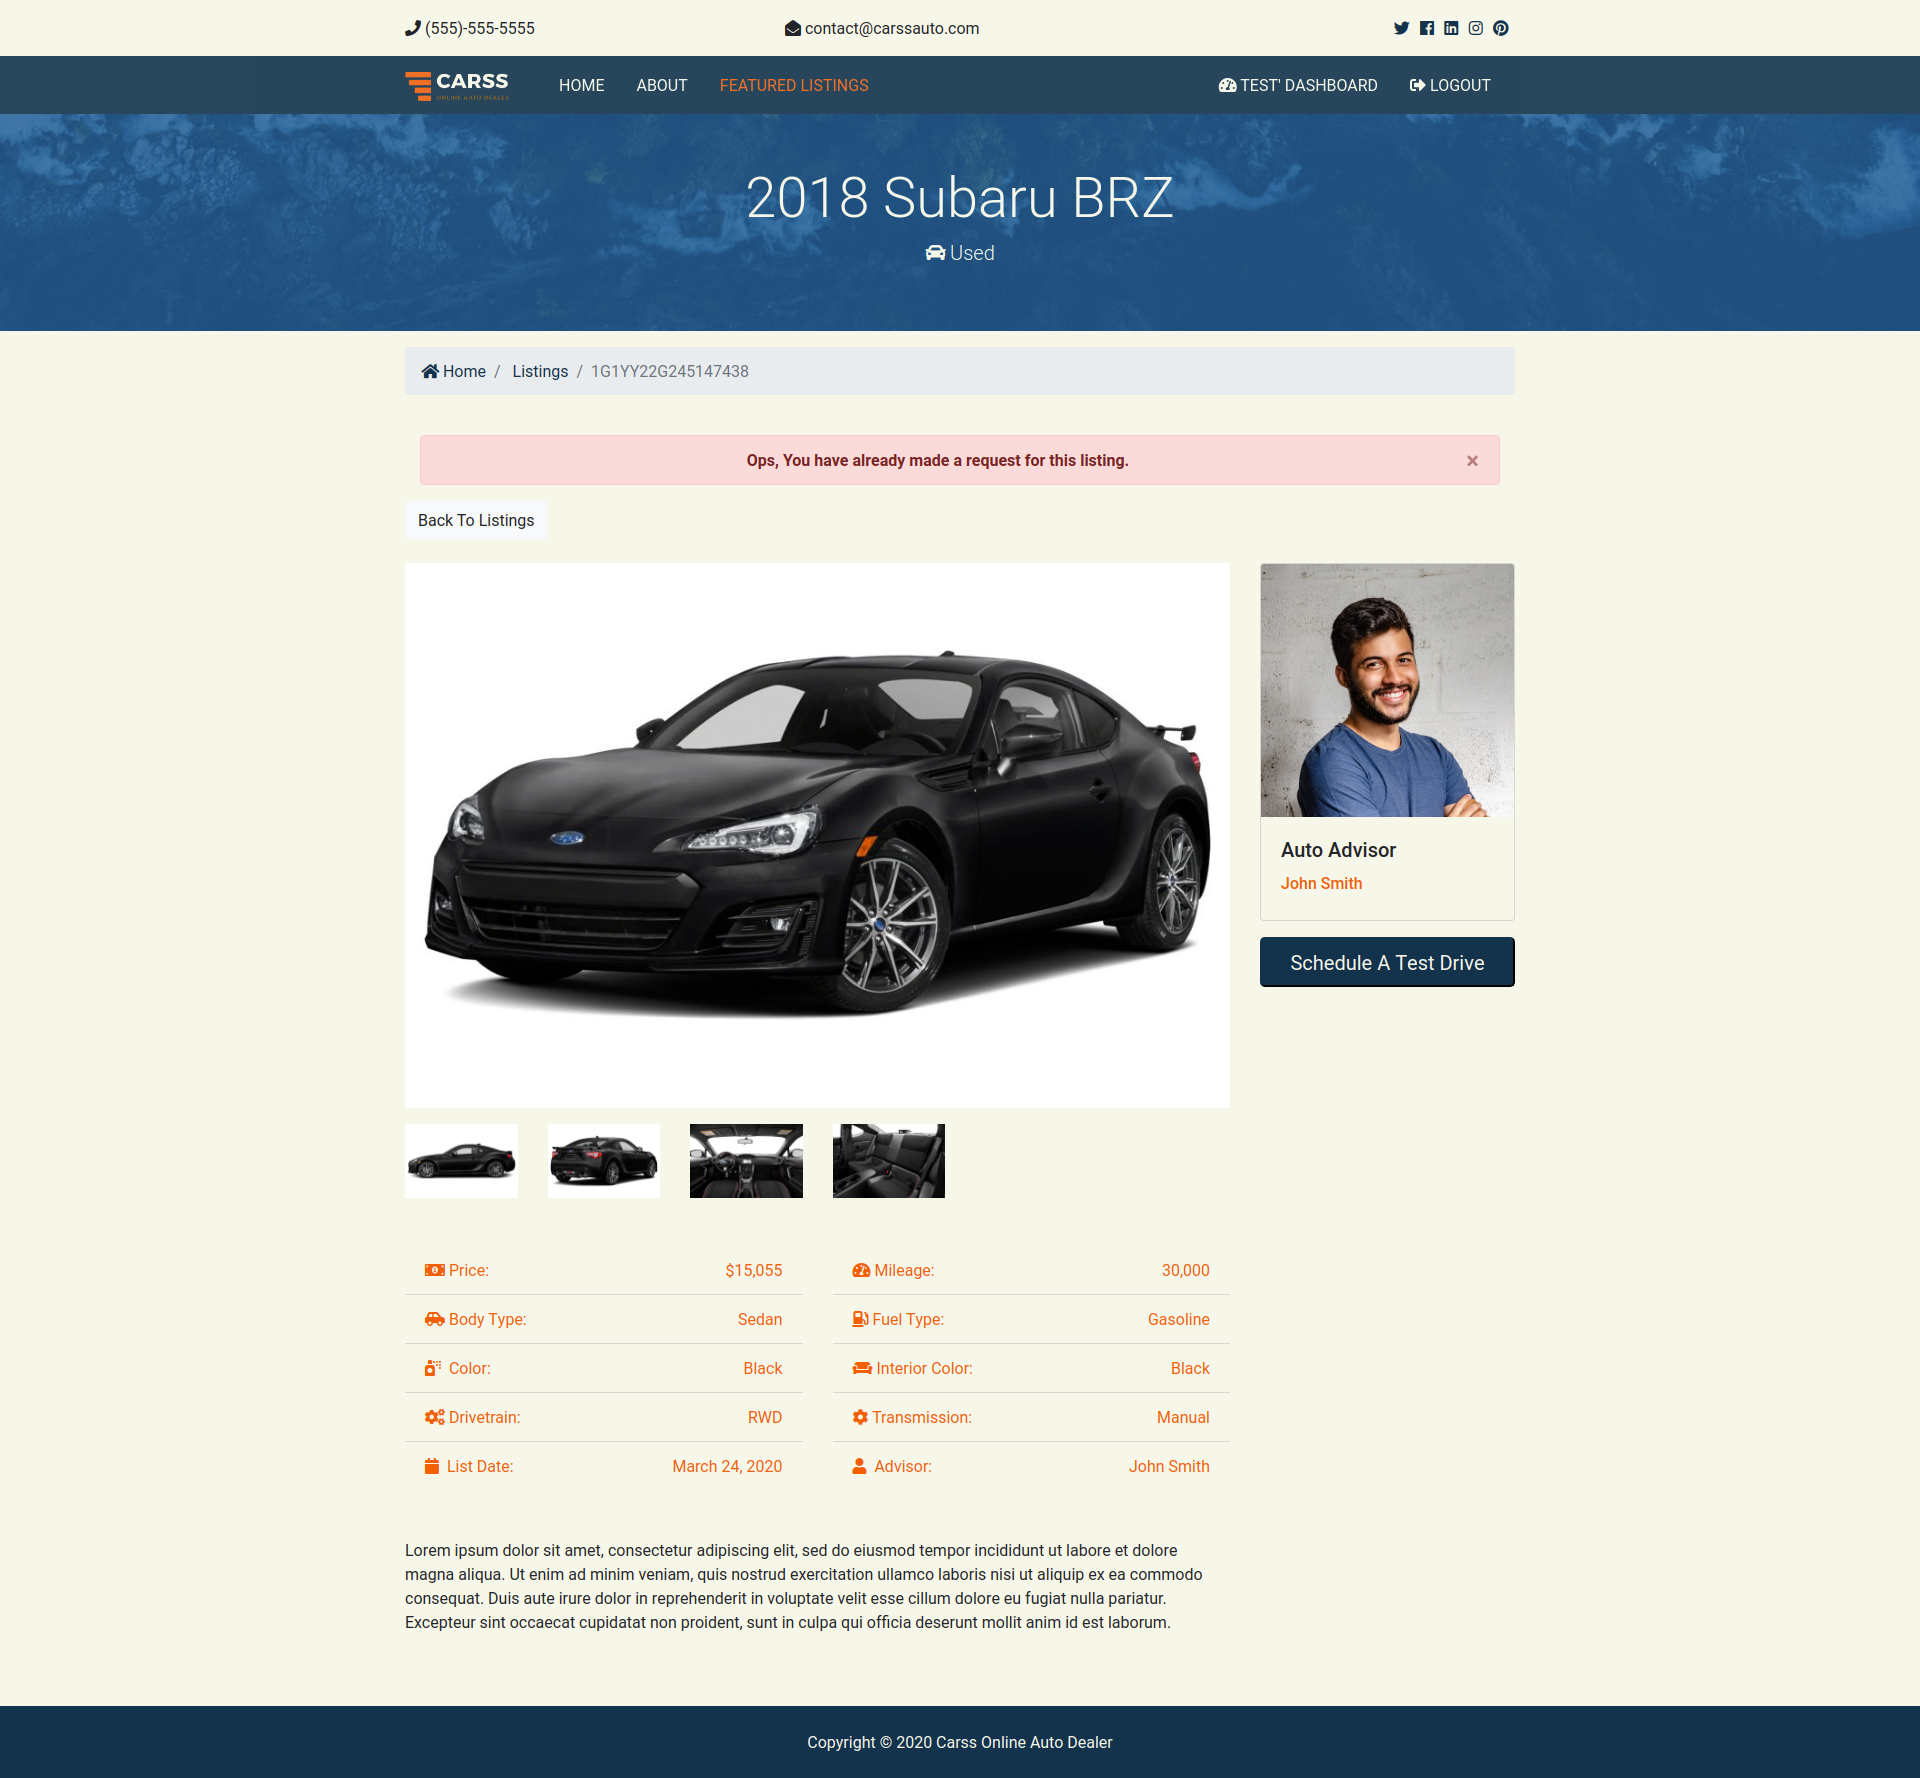 (555)-555-5555
contact@carssauto.com
CARSS
ONLINE AUTO DEALER
HOME
ABOUT
FEATURED LISTINGS
TEST' DASHBOARD
LOGOUT
2018 Subaru BRZ
Used
Home / Listings / 1G1YY22G245147438
Ops, You have already made a request for this listing. ×
Back To Listings
Auto Advisor
John Smith
Schedule A Test Drive
Price: $15,055
Mileage: 30,000
Body Type: Sedan
Fuel Type: Gasoline
Color: Black
Interior Color: Black
Drivetrain: RWD
Transmission: Manual
List Date: March 24, 2020
Advisor: John Smith
Lorem ipsum dolor sit amet, consectetur adipiscing elit, sed do eiusmod tempor incididunt ut labore et dolore
magna aliqua. Ut enim ad minim veniam, quis nostrud exercitation ullamco laboris nisi ut aliquip ex ea commodo
consequat. Duis aute irure dolor in reprehenderit in voluptate velit esse cillum dolore eu fugiat nulla pariatur.
Excepteur sint occaecat cupidatat non proident, sunt in culpa qui officia deserunt mollit anim id est laborum.
Copyright © 2020 Carss Online Auto Dealer